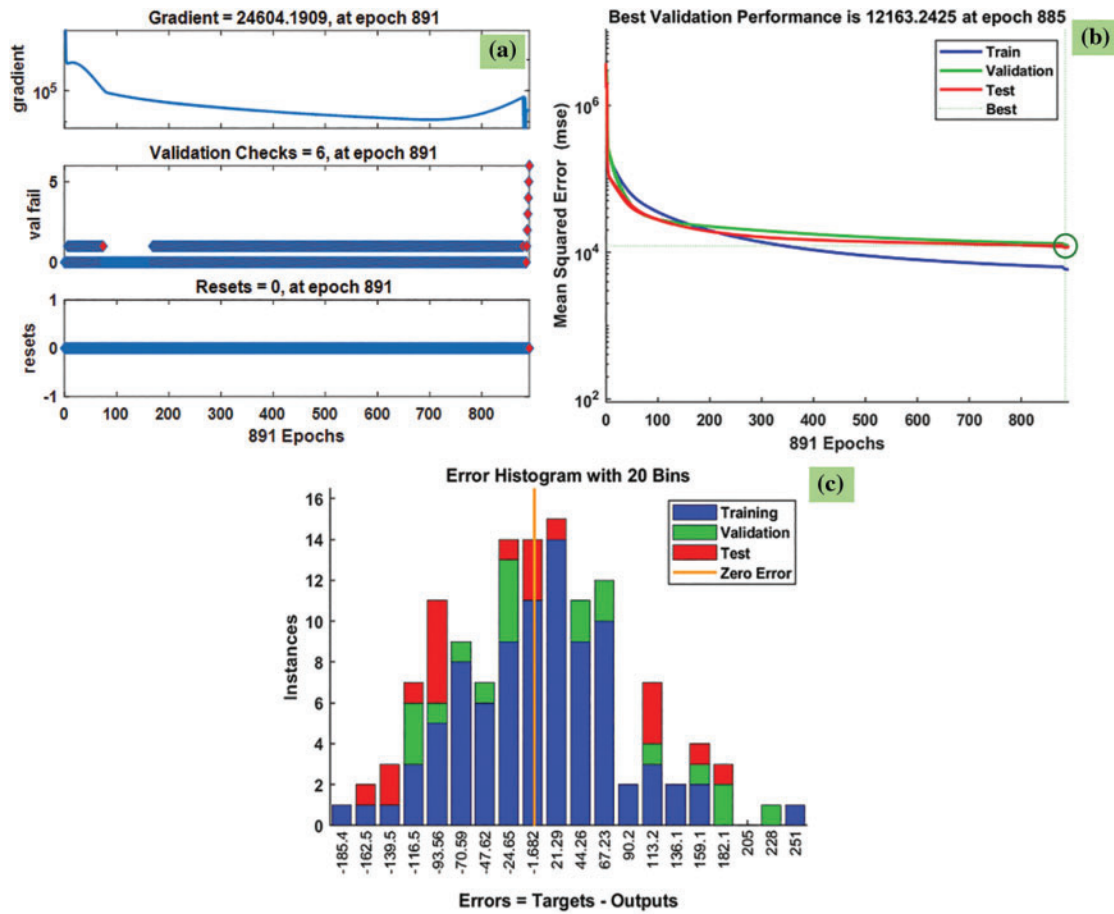 Gradient = 24604.1909, at epoch 891
(a)
gradient
10^5
Validation Checks = 6, at epoch 891
val fail
5
0
Resets = 0, at epoch 891
resets
1
0
-1
0 100 200 300 400 500 600 700 800
891 Epochs
Best Validation Performance is 12163.2425 at epoch 885
(b)
Train
Validation
Test
Best
Mean Squared Error (mse)
10^6
10^4
10^2
0 100 200 300 400 500 600 700 800
891 Epochs
Error Histogram with 20 Bins
(c)
Training
Validation
Test
Zero Error
Instances
16
14
12
10
8
6
4
2
0
-185.4 -162.5 -139.5 -116.5 -93.56 -70.59 -47.62 -24.65 -1.682 21.29 44.26 67.23 90.2 113.2 136.1 159.1 182.1 205 228 251
Errors = Targets - Outputs